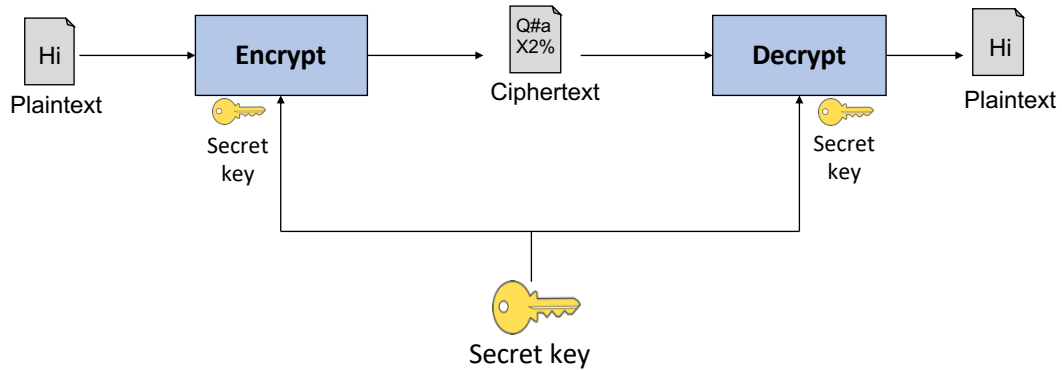 Hi
Plaintext
Encrypt
Secret
key
Q#a
X2%
Ciphertext
Decrypt
Secret
key
Hi
Plaintext
Secret key